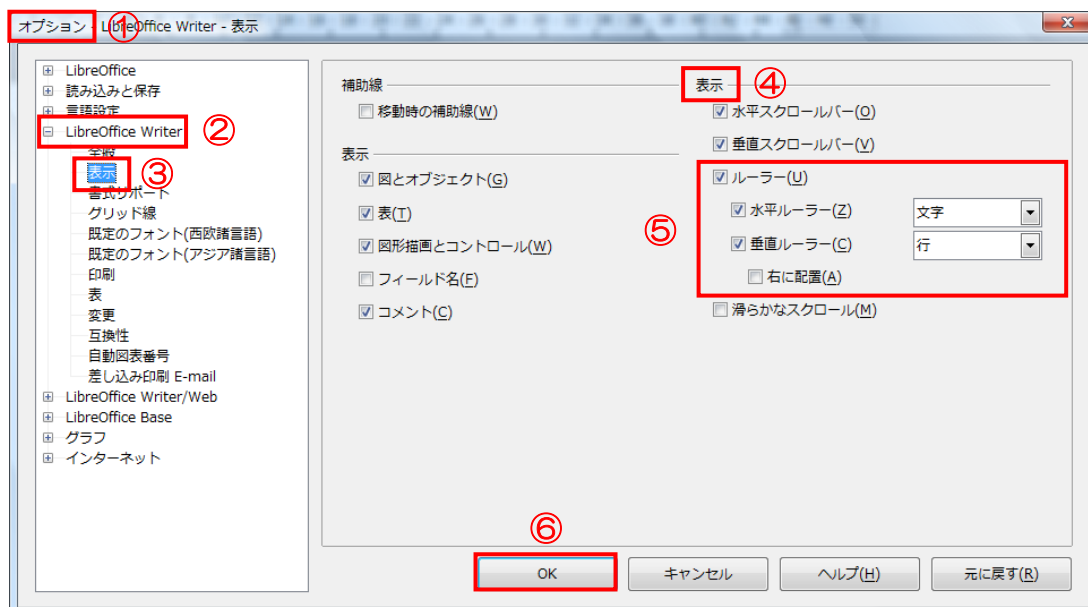 オプション - LibreOffice Writer - 表示
①
LibreOffice
読み込みと保存
言語設定
LibreOffice Writer
②
全般
表示
③
書式サポート
グリッド線
既定のフォント(西欧諸言語)
既定のフォント(アジア諸言語)
印刷
表
変更
互換性
自動図表番号
差し込み印刷 E-mail
LibreOffice Writer/Web
LibreOffice Base
グラフ
インターネット
補助線
移動時の補助線(W)
表示
図とオブジェクト(G)
表(T)
図形描画とコントロール(W)
フィールド名(F)
コメント(C)
表示
④
水平スクロールバー(O)
垂直スクロールバー(V)
⑤
ルーラー(U)
水平ルーラー(Z) 文字
垂直ルーラー(C) 行
右に配置(A)
滑らかなスクロール(M)
⑥
OK キャンセル ヘルプ(H) 元に戻す(R)